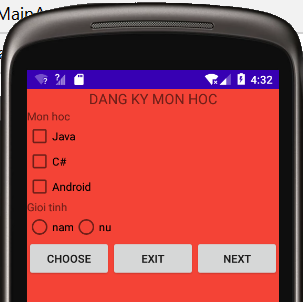 MainA
4:32
DANG KY MON HOC
Mon hoc
Java
C#
Android
Gioi tinh
nam nu
CHOOSE EXIT NEXT